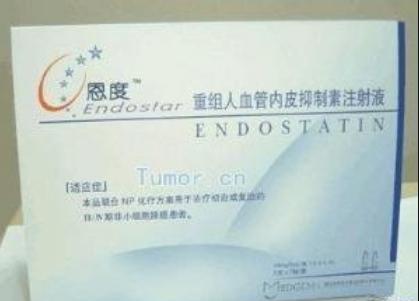 恩度™
Endostar
重组人血管内皮抑制素注射液
ENDOSTATIN
Tumor.cn
[适应症]
本品联合NP化疗方案用于治疗初治或复治的
Ⅲ/Ⅳ期非小细胞肺癌患者。
MEDGENN